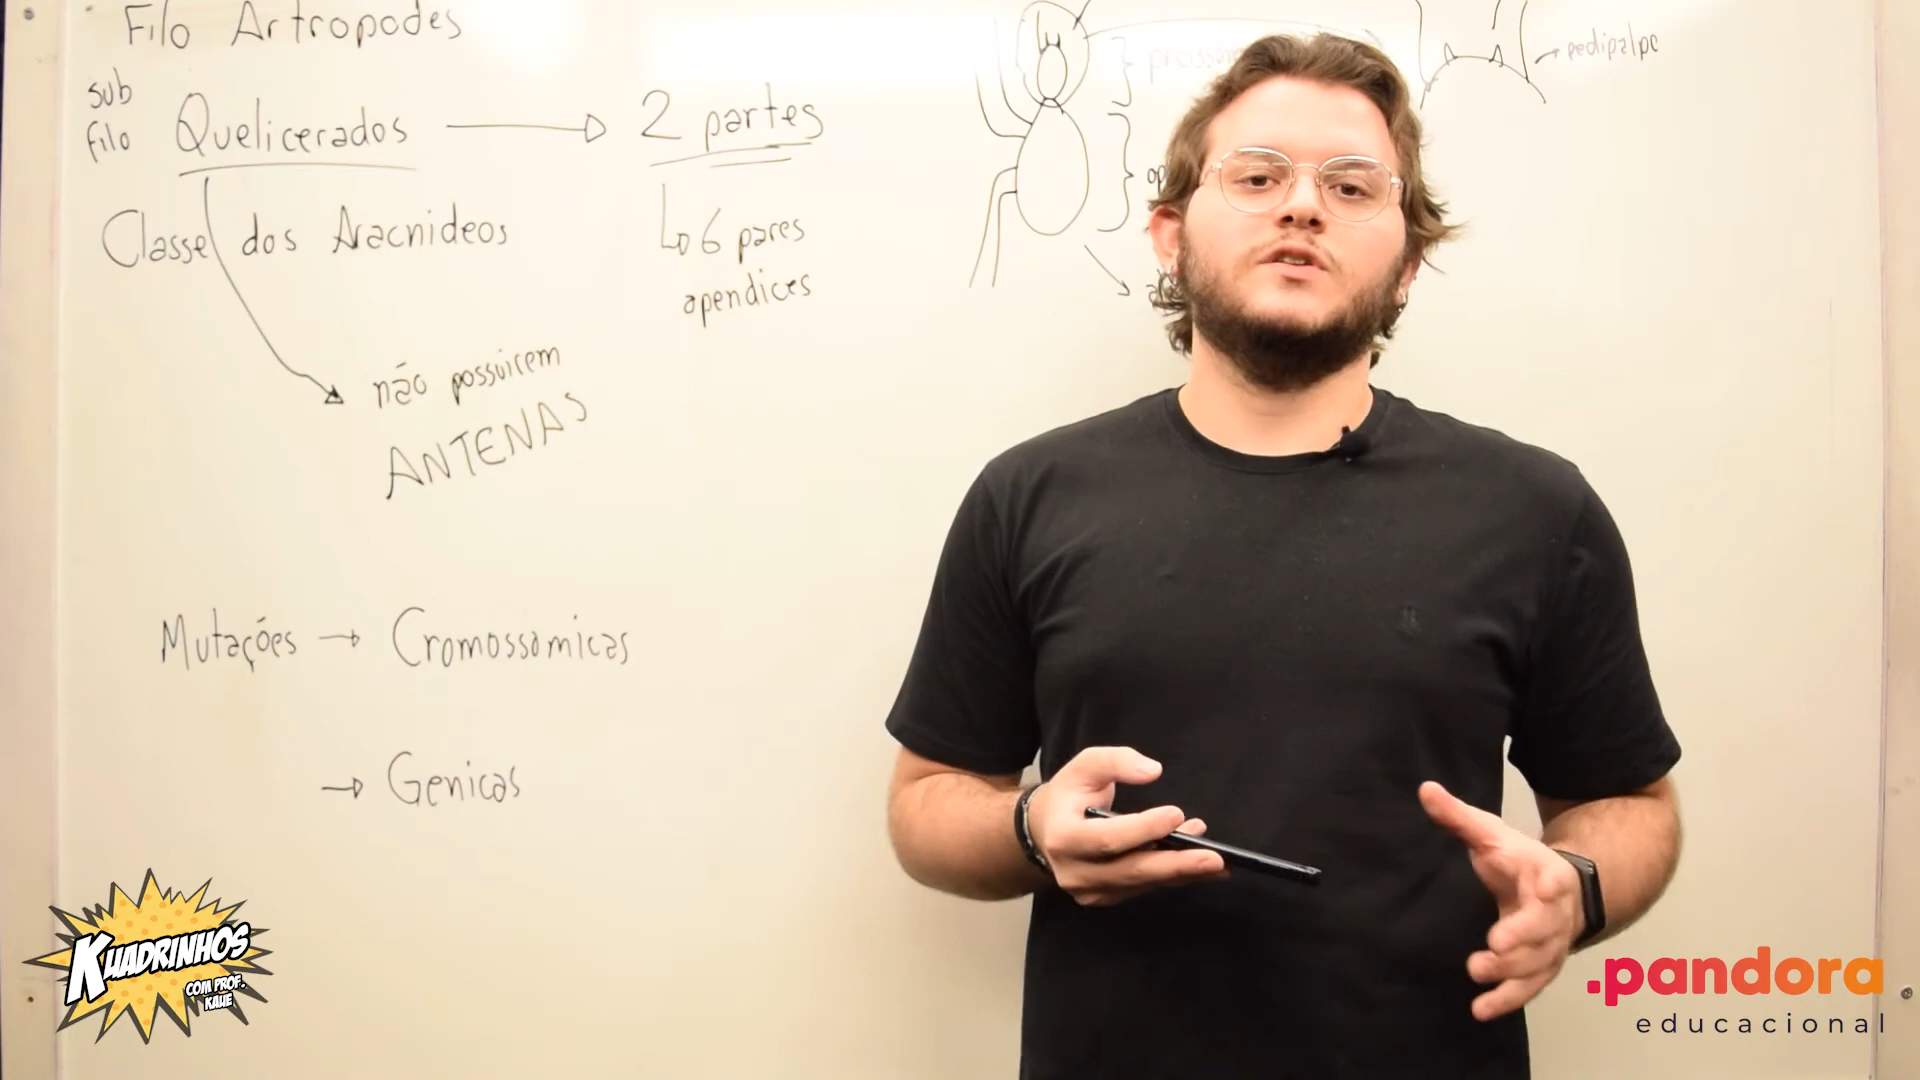 Filo Artropodes
sub
filo
Quelicerados
2 partes
Classe dos Aracnideos
6 pares
apendices
não possuirem
ANTENAS
pedipalpo
Mutações → Cromossomicas
→ Genicas
KUADRINHOS
COM PROF.
KAUE
.pandora
educacional